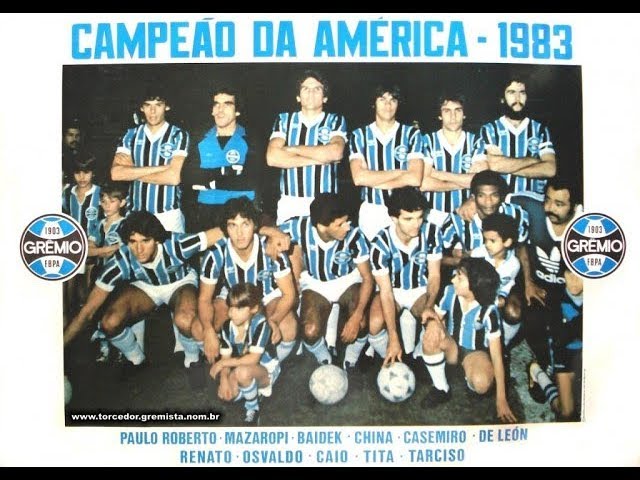 CAMPEÃO DA AMÉRICA - 1983
1903
GRÊMIO
FBPA
1903
GRÊMIO
FBPA
adidas
www.torcedor.gremista.nom.br
PAULO ROBERTO · MAZAROPI · BAIDEK · CHINA · CASEMIRO · DE LEÓN
RENATO · OSVALDO · CAIO · TITA · TARCISO